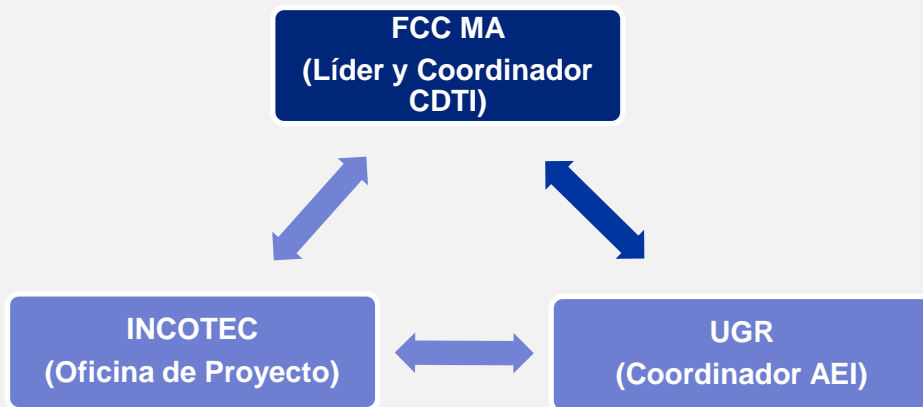 FCC MA
(Líder y Coordinador
CDTI)
INCOTEC
(Oficina de Proyecto)
UGR
(Coordinador AEI)